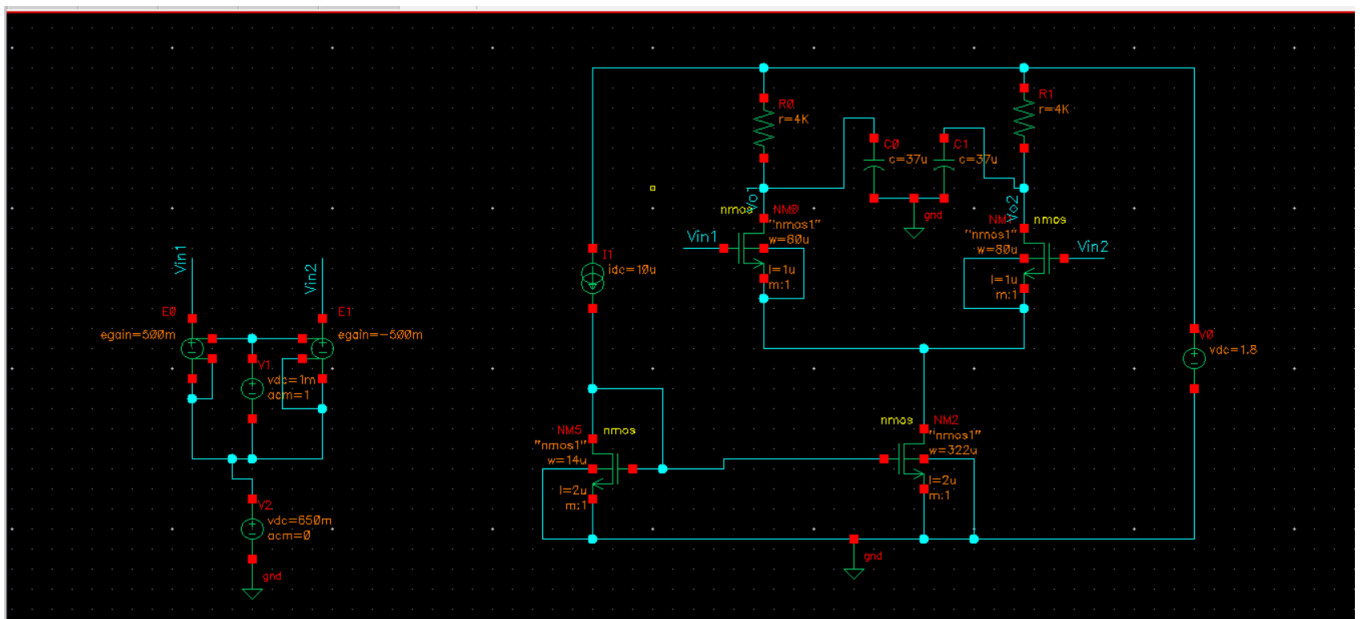 Vin1
Vin2
E0
egain=500m
E1
egain=-500m
V1
vdc=1m
acm=1
V2
vdc=650m
acm=0
gnd
I1
idc=10u
R0
r=4K
R1
r=4K
C0
c=37u
C1
c=37u
gnd
Vo1
Vo2
nmos
NM0
"nmos1"
w=80u
l=1u
m:1
Vin1
nmos
"nmos1"
w=80u
l=1u
m:1
Vin2
V0
vdc=1.8
NM5
nmos
"nmos1"
w=14u
l=2u
m:1
nmos
NM2
"nmos1"
w=322u
l=2u
m:1
gnd